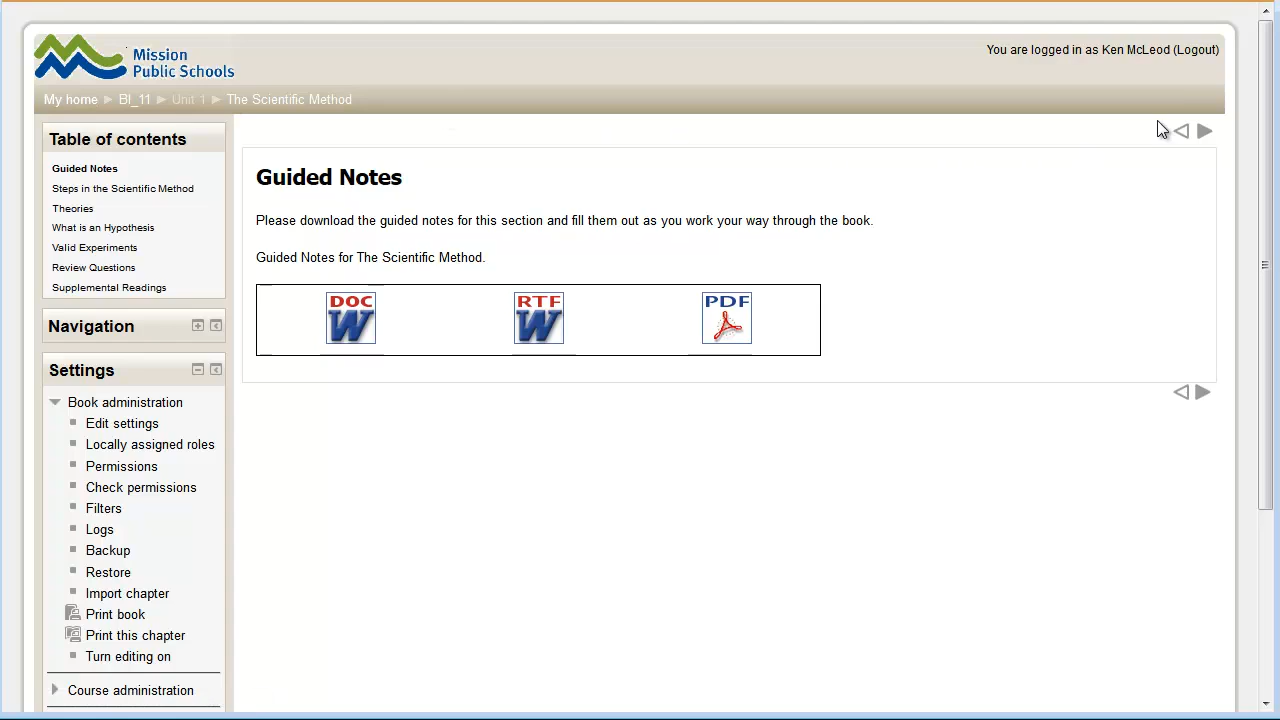 Mission
Public Schools
You are logged in as Ken McLeod (Logout)
My home BI_11 Unit 1 The Scientific Method
Table of contents
Guided Notes
Steps in the Scientific Method
Theories
What is an Hypothesis
Valid Experiments
Review Questions
Supplemental Readings
Navigation
Settings
Book administration
Edit settings
Locally assigned roles
Permissions
Check permissions
Filters
Logs
Backup
Restore
Import chapter
Print book
Print this chapter
Turn editing on
Course administration
Guided Notes
Please download the guided notes for this section and fill them out as you work your way through the book.
Guided Notes for The Scientific Method.
DOC RTF PDF
W W